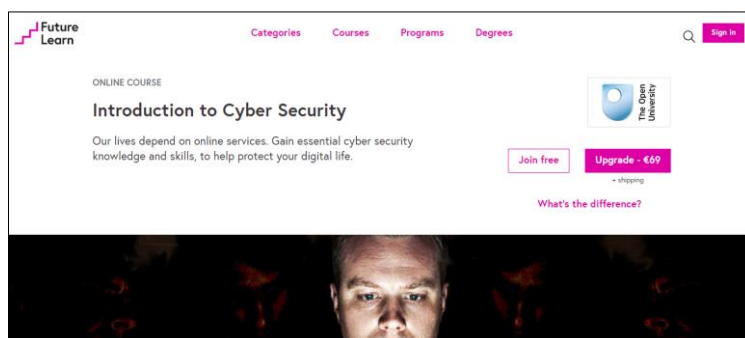 Future
Learn
Categories Courses Programs Degrees
Sign in
ONLINE COURSE
Introduction to Cyber Security
Our lives depend on online services. Gain essential cyber security
knowledge and skills, to help protect your digital life.
The Open
University
Join free
Upgrade - €69
+ shipping
What's the difference?